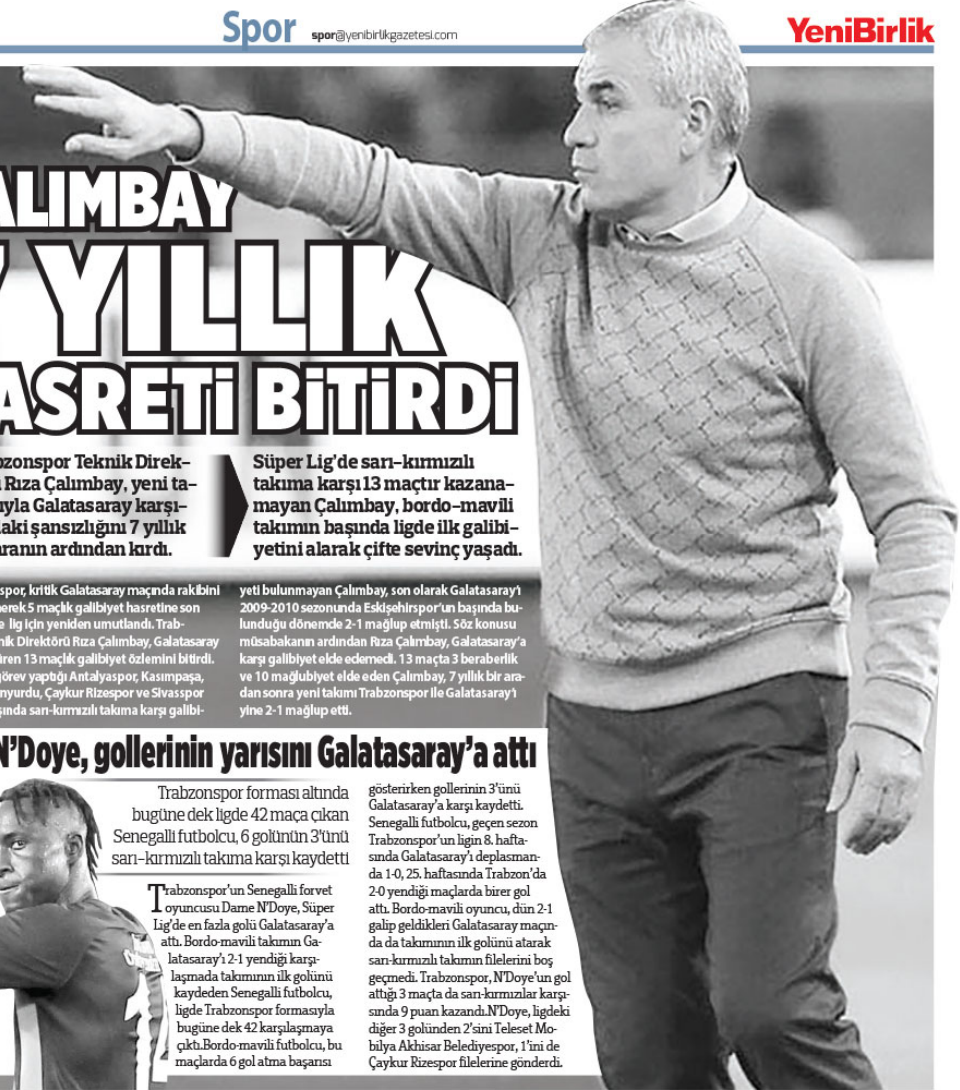 Spor
spor@yenibirlikgazetesi.com
YeniBirlik
ALIMBAY
YILLIK
ASRETİ BİTİRDİ
bzonspor Teknik Direk-
Rıza Çalımbay, yeni ta-
ıyla Galatasaray karşı-
daki şansızlığını 7 yıllık
aranın ardından kırdı.
Süper Lig'de sarı-kırmızılı
takıma karşı 13 maçtır kazana-
mayan Çalımbay, bordo-mavili
takımın başında ligde ilk galibi-
yetini alarak çifte sevinç yaşadı.
spor, kritik Galatasaray maçında rakibini
erek 5 maçlık galibiyet hasretine son
e lig için yeniden umutlandı. Trab-
nik Direktörü Rıza Çalımbay, Galatasaray
üren 13 maçlık galibiyet özlemini bitirdi.
görev yaptığı Antalyaspor, Kasımpaşa,
nyurdu, Çaykur Rizespor ve Sivasspor
şında sarı-kırmızılı takıma karşı galibi-
yeti bulunmayan Çalımbay, son olarak Galatasaray'ı
2009-2010 sezonunda Eskişehirspor'un başında bu-
lunduğu dönemde 2-1 mağlup etmişti. Söz konusu
müsabakanın ardından Rıza Çalımbay, Galatasaray'a
karşı galibiyet elde edemedi. 13 maçta 3 beraberlik
ve 10 mağlubiyet elde eden Çalımbay, 7 yıllık bir ara-
dan sonra yeni takımı Trabzonspor ile Galatasaray'ı
yine 2-1 mağlup etti.
N'Doye, gollerinin yarısını Galatasaray'a attı
Trabzonspor forması altında
bugüne dek ligde 42 maça çıkan
Senegalli futbolcu, 6 golünün 3'ünü
sarı-kırmızılı takıma karşı kaydetti
Trabzonspor'un Senegalli forvet
oyuncusu Dame N'Doye, Süper
Lig'de en fazla golü Galatasaray'a
attı. Bordo-mavili takımın Ga-
latasaray'ı 2-1 yendiği karşı-
laşmada takımının ilk golünü
kaydeden Senegalli futbolcu,
ligde Trabzonspor formasıyla
bugüne dek 42 karşılaşmaya
çıktı.Bordo-mavili futbolcu, bu
maçlarda 6 gol atma başarısı
gösterirken gollerinin 3'ünü
Galatasaray'a karşı kaydetti.
Senegalli futbolcu, geçen sezon
Trabzonspor'un ligin 8. hafta-
sında Galatasaray'ı deplasman-
da 1-0, 25. haftasında Trabzon'da
2-0 yendiği maçlarda birer gol
attı. Bordo-mavili oyuncu, dün 2-1
galip geldikleri Galatasaray maçın-
da da takımının ilk golünü atarak
sarı-kırmızılı takımın filelerini boş
geçmedi. Trabzonspor, N'Doye'un gol
attığı 3 maçta da sarı-kırmızılar karşı-
sında 9 puan kazandı.N'Doye, ligdeki
diğer 3 golünden 2'sini Teleset Mo-
bilya Akhisar Belediyespor, 1'ini de
Çaykur Rizespor filelerine gönderdi.